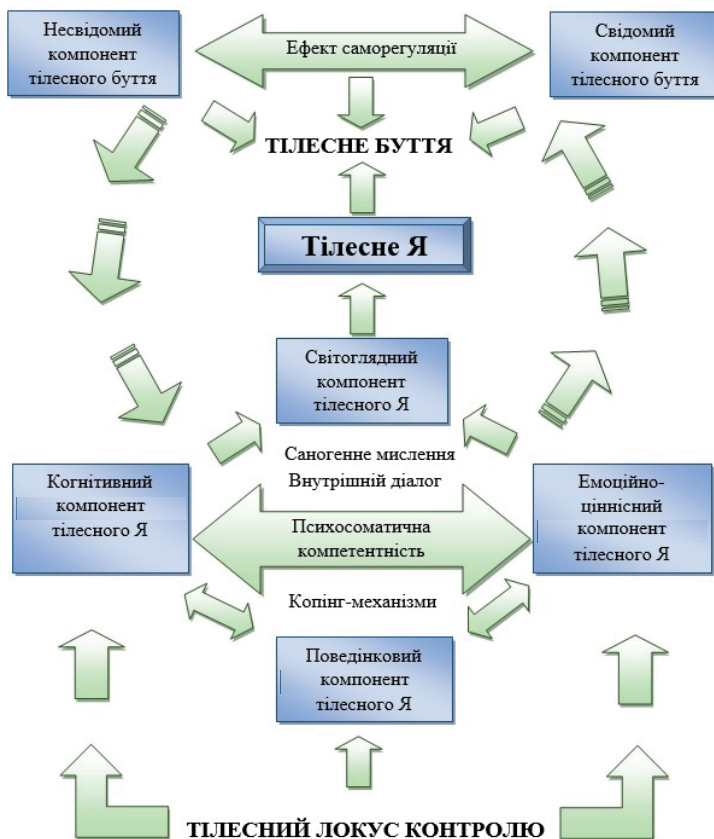 Несвідомий
компонент
тілесного буття
Ефект саморегуляції
Свідомий
компонент
тілесного буття
ТІЛЕСНЕ БУТТЯ
Тілесне Я
Світоглядний
компонент
тілесного Я
Саногенне мислення
Внутрішній діалог
Когнітивний
компонент
тілесного Я
Психосоматична
компетентність
Емоційно-
ціннісний
компонент
тілесного Я
Копінг-механізми
Поведінковий
компонент
тілесного Я
ТІЛЕСНИЙ ЛОКУС КОНТРОЛЮ